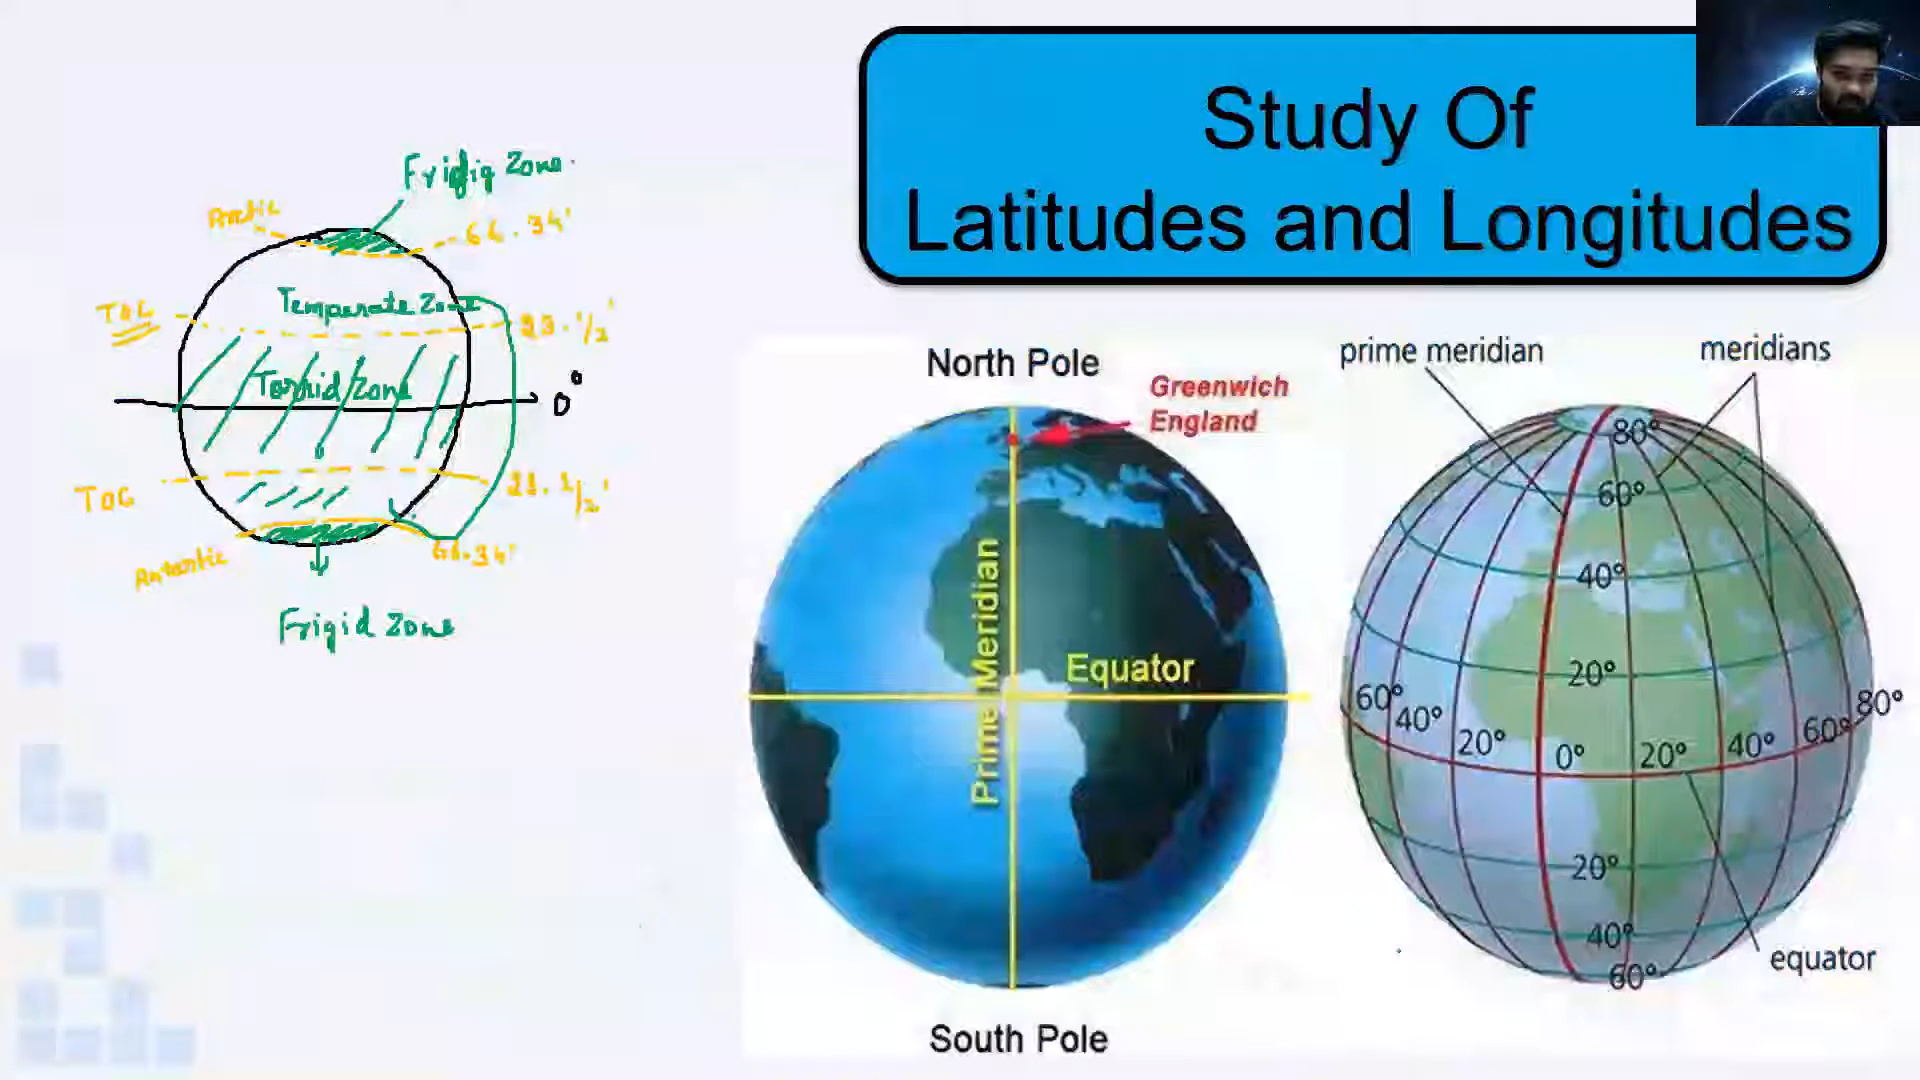 Study Of
Latitudes and Longitudes
Frigid Zone
Arctic
66.34'
TOC
Temperate Zone
23.1/2'
Torrid Zone
0°
TOC
23.1/2'
Antartic
66.34'
Frigid Zone
North Pole
Greenwich
England
Prime Meridian
Equator
South Pole
prime meridian
meridians
80°
60°
40°
20°
60°
40°
20°
0°
20°
40°
60°
80°
20°
40°
60°
equator